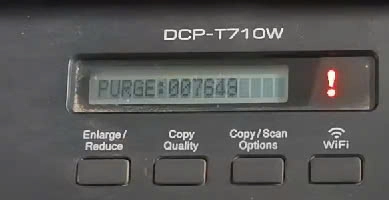 DCP-T710W
PURGE:007649
!
Enlarge/
Reduce
Copy
Quality
Copy/Scan
Options
WiFi